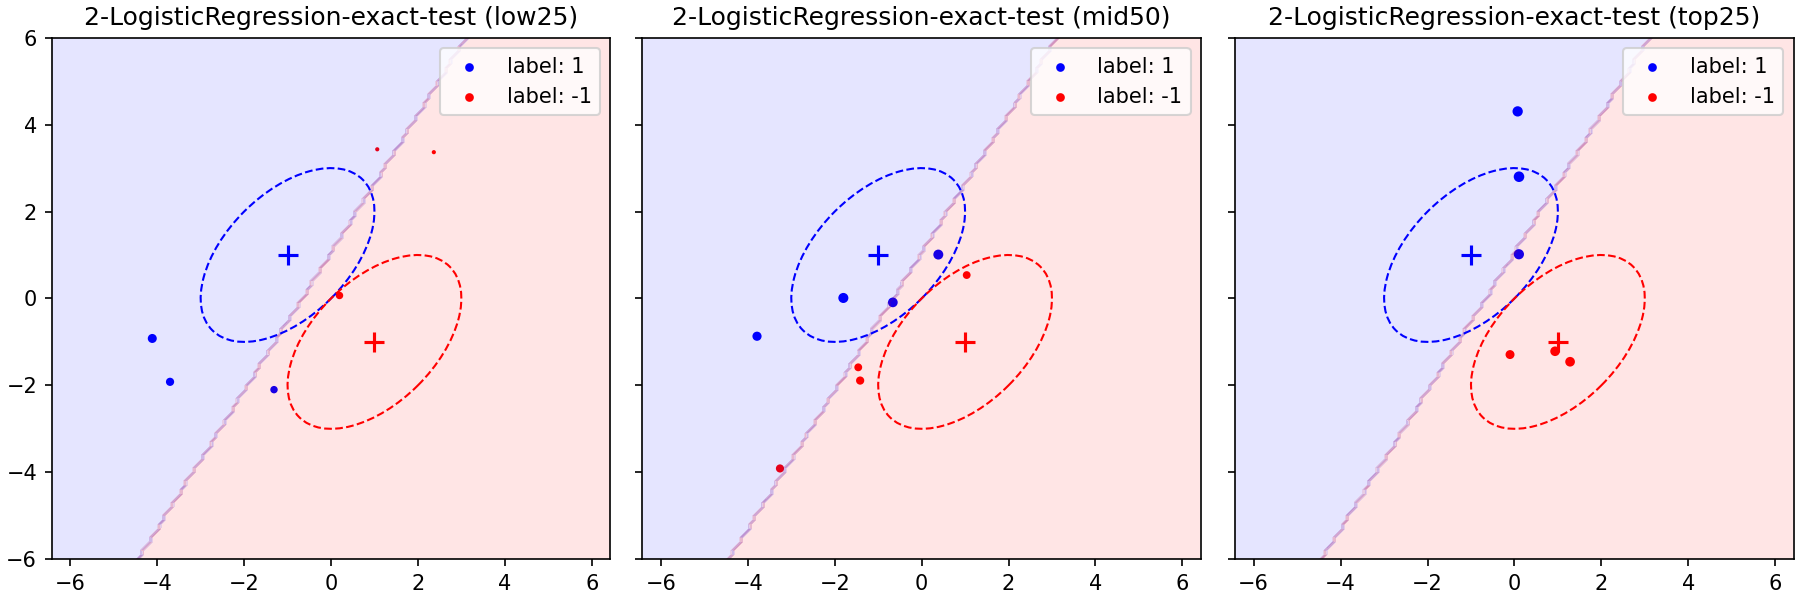 2-LogisticRegression-exact-test (low25)
2-LogisticRegression-exact-test (mid50)
2-LogisticRegression-exact-test (top25)
label: 1
label: -1
label: 1
label: -1
label: 1
label: -1
6
4
2
0
−2
−4
−6
−6 −4 −2 0 2 4 6
−6 −4 −2 0 2 4 6
−6 −4 −2 0 2 4 6